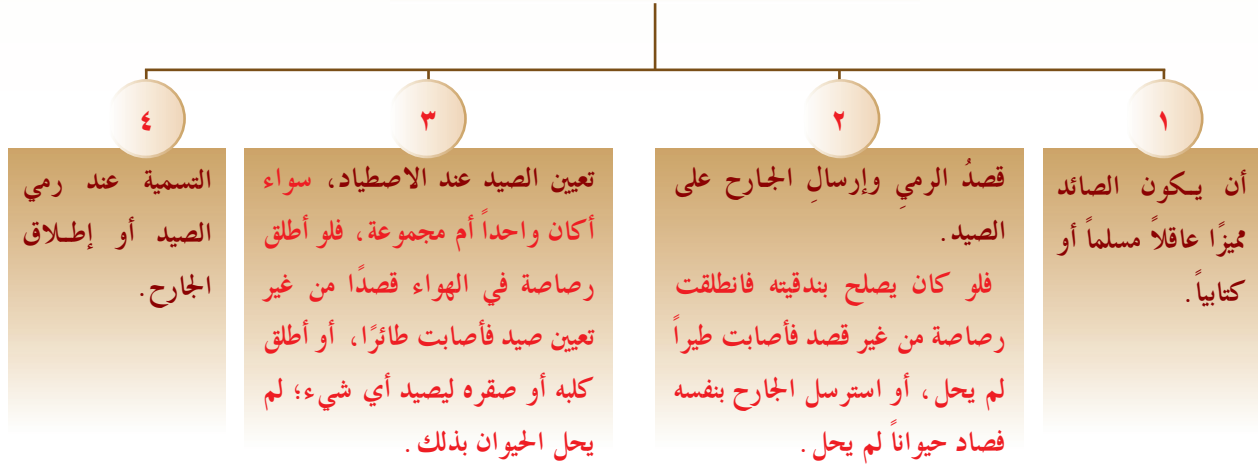 ١
أن يكون الصائد
مميزًا عاقلاً مسلماً أو
كتابياً.
٢
قصدُ الرميِ وإرسالِ الجارح على
الصيد.
فلو كان يصلح بندقيته فانطلقت
رصاصة من غير قصد فأصابت طيراً
لم يحل، أو استرسل الجارح بنفسه
فصاد حيواناً لم يحل.
٣
تعيين الصيد عند الاصطياد، سواء
أكان واحداً أم مجموعة، فلو أطلق
رصاصة في الهواء قصدًا من غير
تعيين صيد فأصابت طائرًا، أو أطلق
كلبه أو صقره ليصيد أي شيء؛ لم
يحل الحيوان بذلك.
٤
التسمية عند رمي
الصيد أو إطلاق
الجارح.